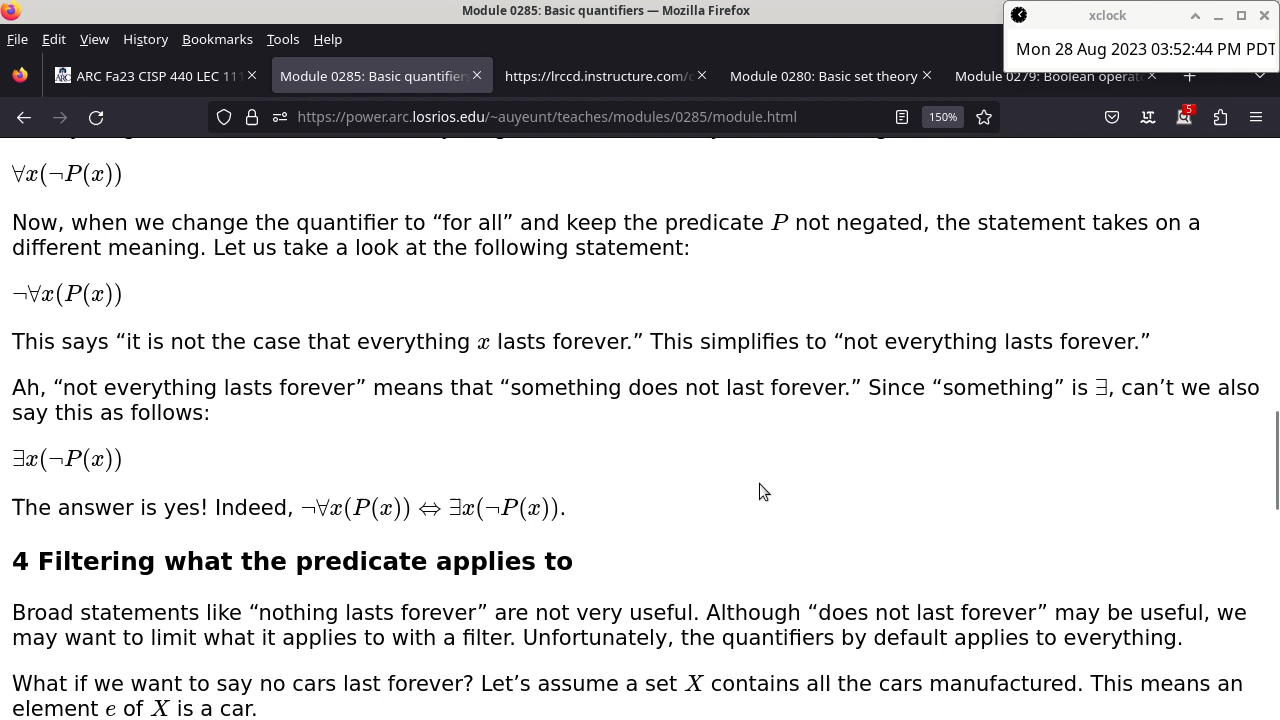 Module 0285: Basic quantifiers — Mozilla Firefox
xclock
Mon 28 Aug 2023 03:52:44 PM PDT
File Edit View History Bookmarks Tools Help
ARC Fa23 CISP 440 LEC 111
Module 0285: Basic quantifiers
https://lrccd.instructure.com/c
Module 0280: Basic set theory
Module 0279: Boolean operat
https://power.arc.losrios.edu/~auyeunt/teaches/modules/0285/module.html
150%
5
∀x(¬P(x))
Now, when we change the quantifier to “for all” and keep the predicate P not negated, the statement takes on a
different meaning. Let us take a look at the following statement:
¬∀x(P(x))
This says “it is not the case that everything x lasts forever.” This simplifies to “not everything lasts forever.”
Ah, “not everything lasts forever” means that “something does not last forever.” Since “something” is ∃, can’t we also
say this as follows:
∃x(¬P(x))
The answer is yes! Indeed, ¬∀x(P(x)) ⇔ ∃x(¬P(x)).
4 Filtering what the predicate applies to
Broad statements like “nothing lasts forever” are not very useful. Although “does not last forever” may be useful, we
may want to limit what it applies to with a filter. Unfortunately, the quantifiers by default applies to everything.
What if we want to say no cars last forever? Let’s assume a set X contains all the cars manufactured. This means an
element e of X is a car.